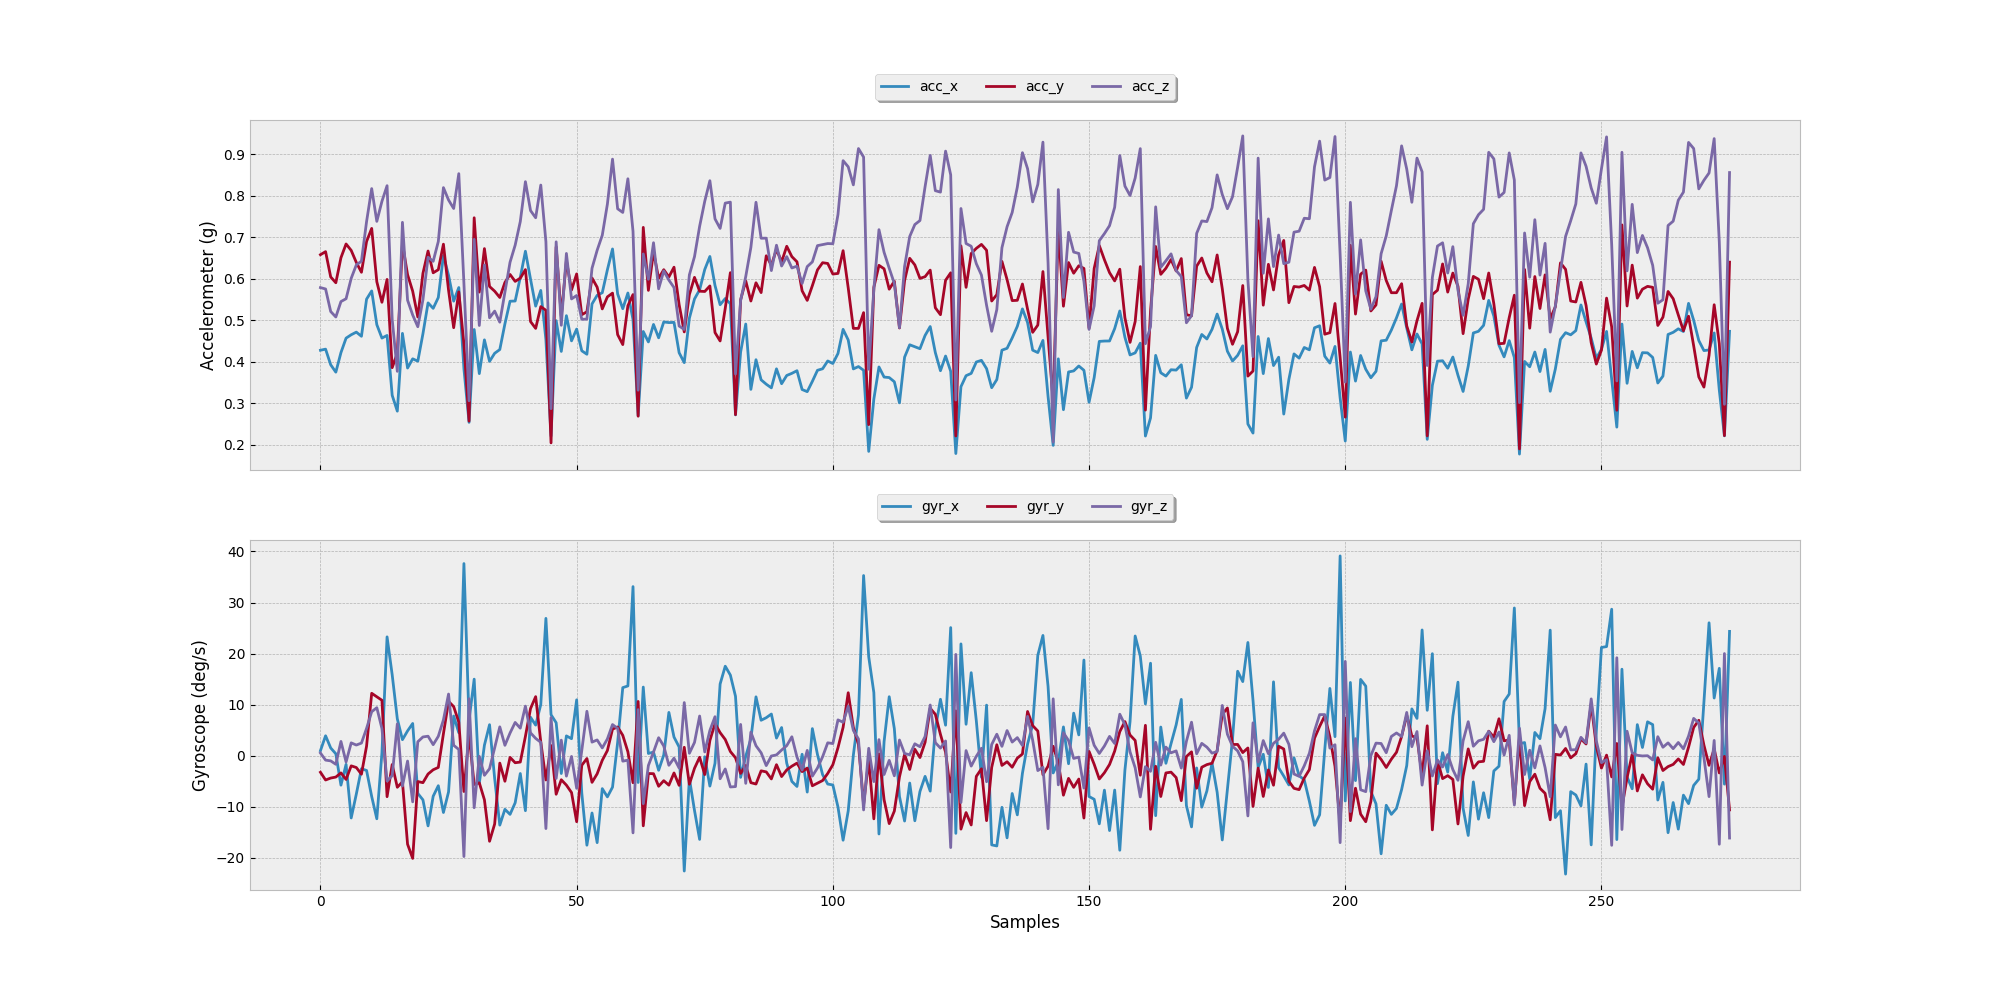 acc_x acc_y acc_z
0.9
0.8
0.7
0.6
0.5
0.4
0.3
0.2
Accelerometer (g)
gyr_x gyr_y gyr_z
40
30
20
10
0
−10
−20
Gyroscope (deg/s)
0 50 100 150 200 250
Samples